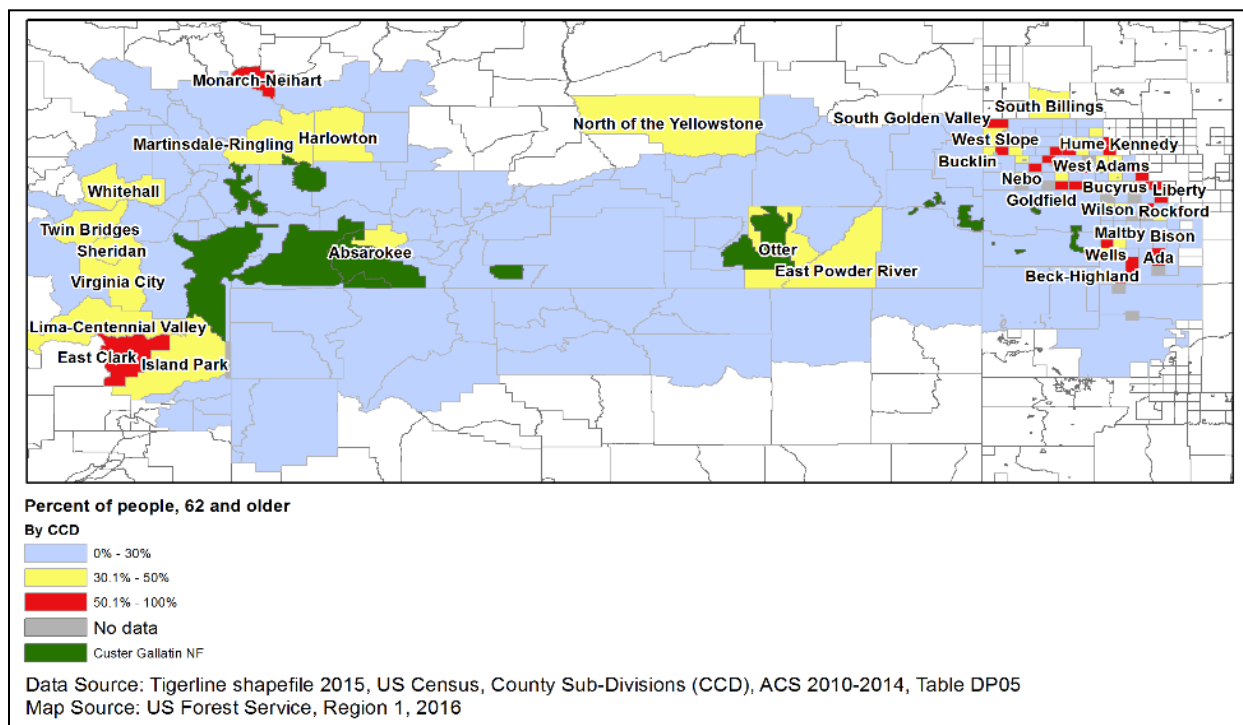 Monarch-Neihart
South Billings
North of the Yellowstone
South Golden Valley
Martinsdale-Ringling
Harlowton
West Slope
Hume
Kennedy
Bucklin
West Adams
Whitehall
Nebo
Bucyrus
Liberty
Goldfield
Wilson
Rockford
Twin Bridges
Maltby
Bison
Sheridan
Absarokee
Otter
Wells
Ada
Virginia City
East Powder River
Beck-Highland
Lima-Centennial Valley
East Clark
Island Park
Percent of people, 62 and older
By CCD
0% - 30%
30.1% - 50%
50.1% - 100%
No data
Custer Gallatin NF
Data Source: Tigerline shapefile 2015, US Census, County Sub-Divisions (CCD), ACS 2010-2014, Table DP05
Map Source: US Forest Service, Region 1, 2016